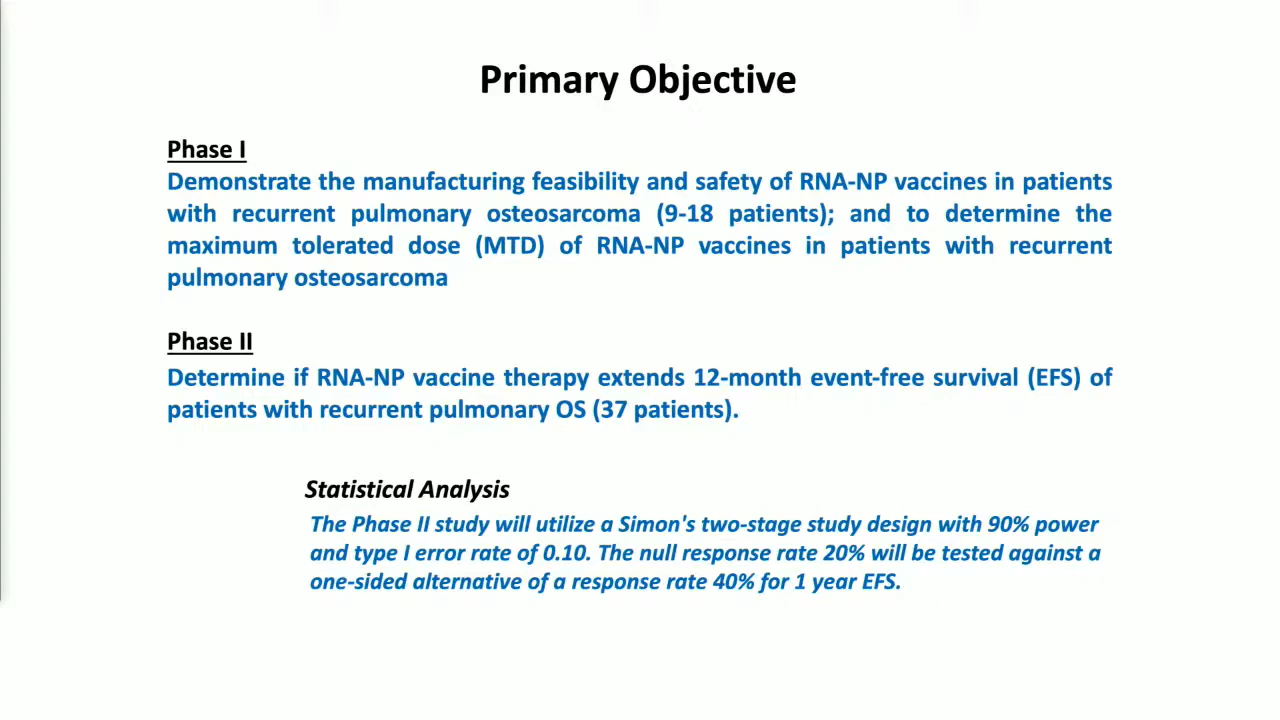 Primary Objective
Phase I
Demonstrate the manufacturing feasibility and safety of RNA-NP vaccines in patients
with recurrent pulmonary osteosarcoma (9-18 patients); and to determine the
maximum tolerated dose (MTD) of RNA-NP vaccines in patients with recurrent
pulmonary osteosarcoma
Phase II
Determine if RNA-NP vaccine therapy extends 12-month event-free survival (EFS) of
patients with recurrent pulmonary OS (37 patients).
Statistical Analysis
The Phase II study will utilize a Simon's two-stage study design with 90% power
and type I error rate of 0.10. The null response rate 20% will be tested against a
one-sided alternative of a response rate 40% for 1 year EFS.